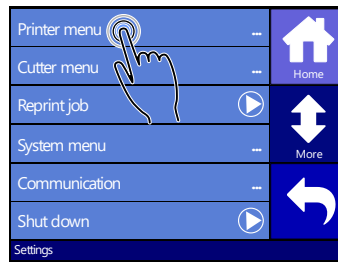 Printer menu ...
Cutter menu ...
Home
Reprint job
System menu ...
More
Communication ...
Shut down
Settings